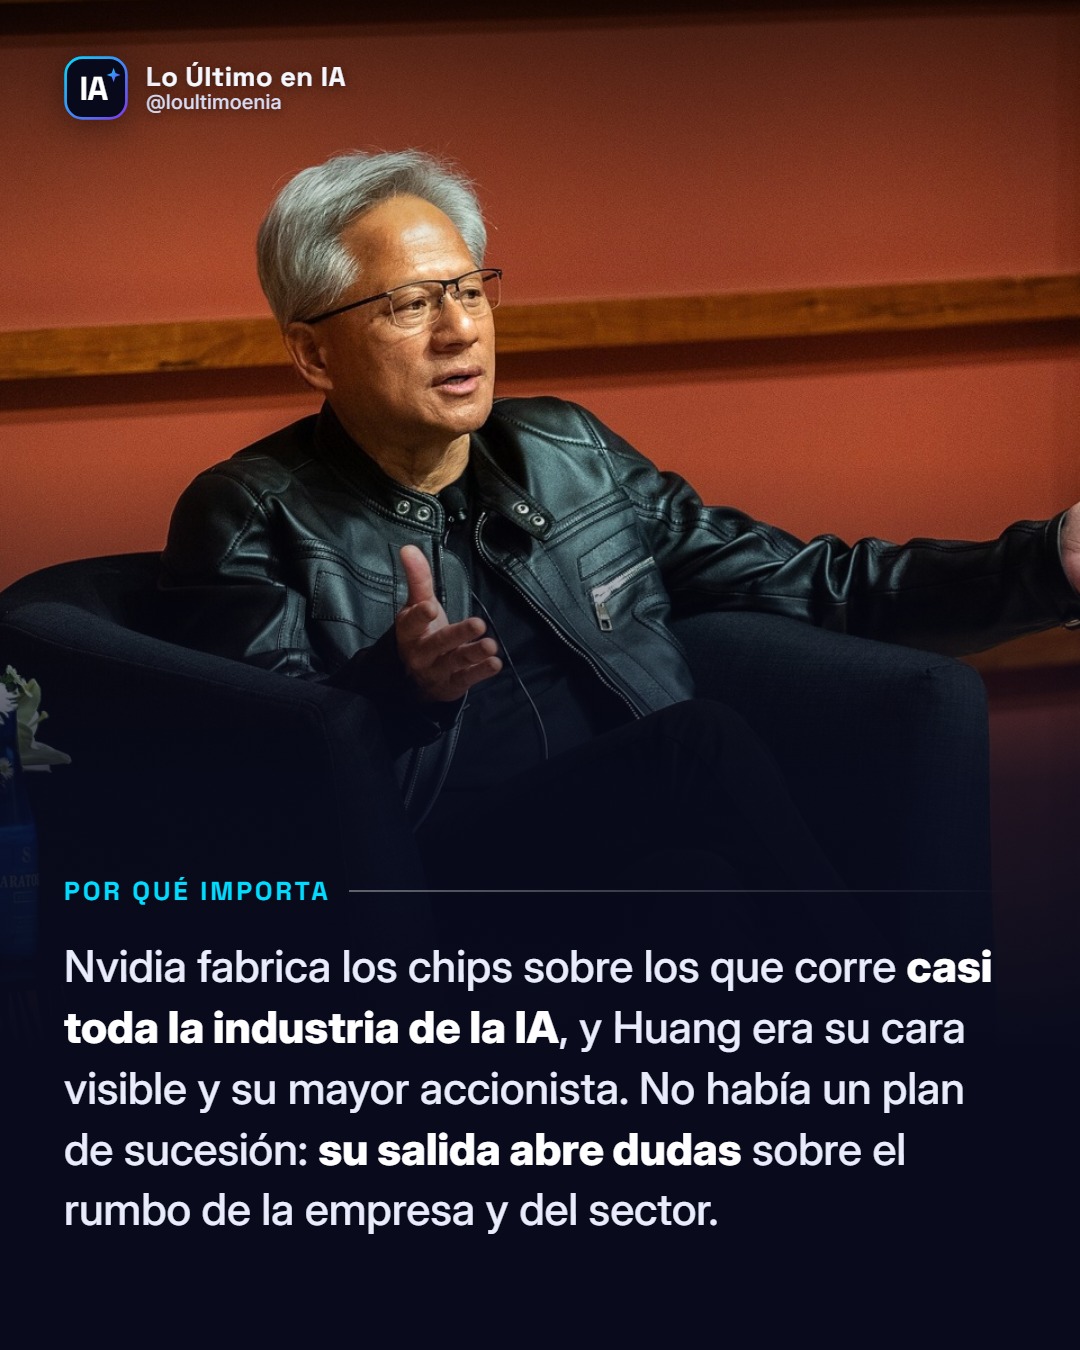 IA
Lo Último en IA
@loultimoenia
POR QUÉ IMPORTA
Nvidia fabrica los chips sobre los que corre casi
toda la industria de la IA, y Huang era su cara
visible y su mayor accionista. No había un plan
de sucesión: su salida abre dudas sobre el
rumbo de la empresa y del sector.